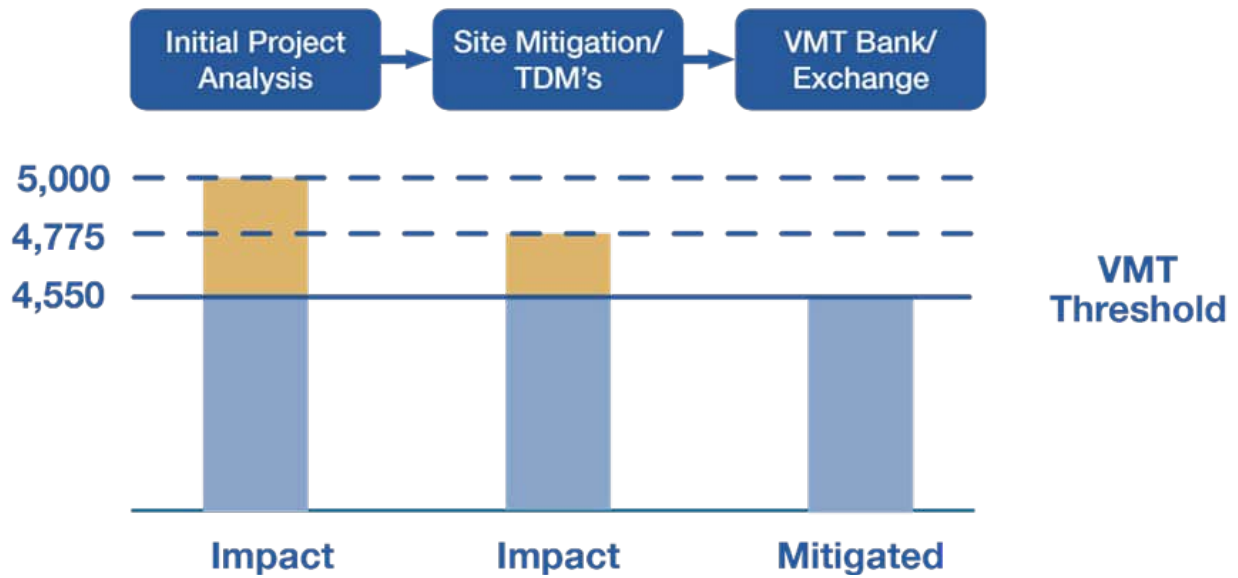 Initial Project
Analysis
Site Mitigation/
TDM's
VMT Bank/
Exchange
5,000
4,775
4,550
VMT
Threshold
Impact
Impact
Mitigated